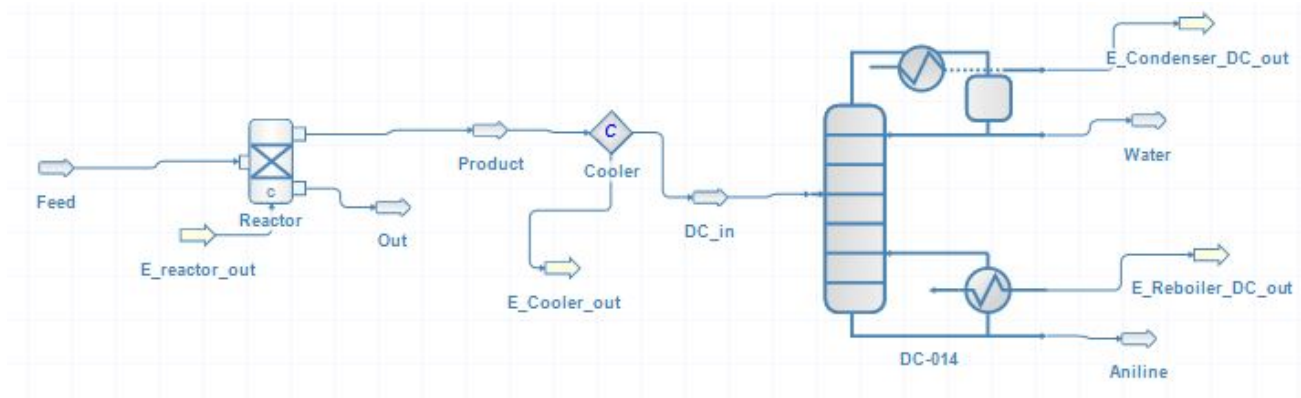 E_Condenser_DC_out
Water
C
Product
Cooler
Feed
C
Reactor
Out
DC_in
E_reactor_out
E_Cooler_out
E_Reboiler_DC_out
DC-014
Aniline